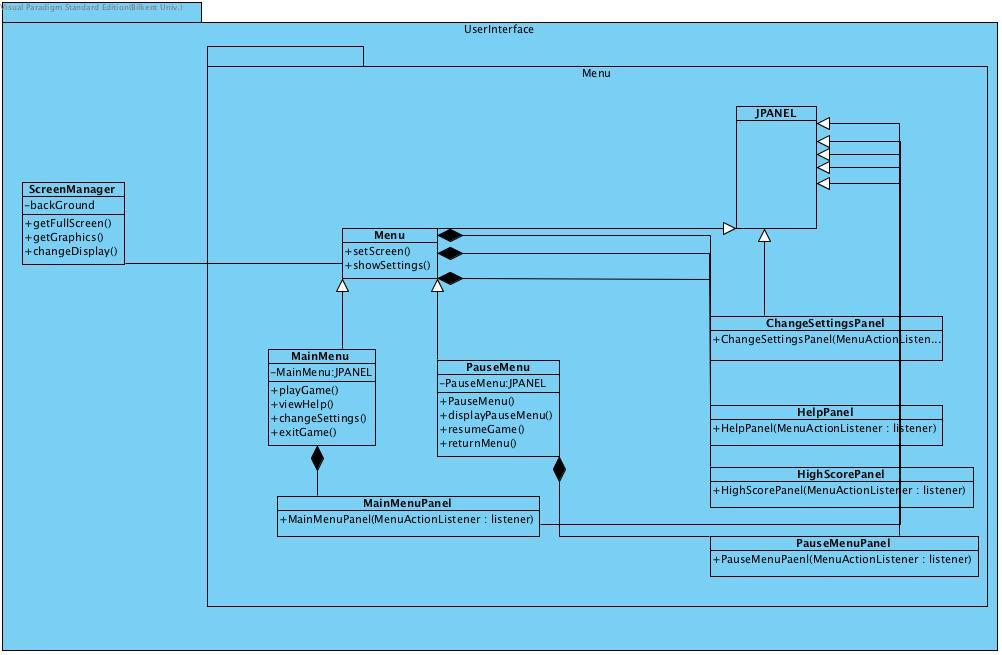 Visual Paradigm Standard Edition(Bilkent Univ.)
UserInterface
Menu
JPANEL
ScreenManager
-backGround
+getFullScreen()
+getGraphics()
+changeDisplay()
Menu
+setScreen()
+showSettings()
ChangeSettingsPanel
+ChangeSettingsPanel(MenuActionListen...
MainMenu
-MainMenu:JPANEL
+playGame()
+viewHelp()
+changeSettings()
+exitGame()
PauseMenu
-PauseMenu:JPANEL
+PauseMenu()
+displayPauseMenu()
+resumeGame()
+returnMenu()
HelpPanel
+HelpPanel(MenuActionListener : listener)
HighScorePanel
+HighScorePanel(MenuActionListener : listener)
MainMenuPanel
+MainMenuPanel(MenuActionListener : listener)
PauseMenuPanel
+PauseMenuPaenl(MenuActionListener : listener)